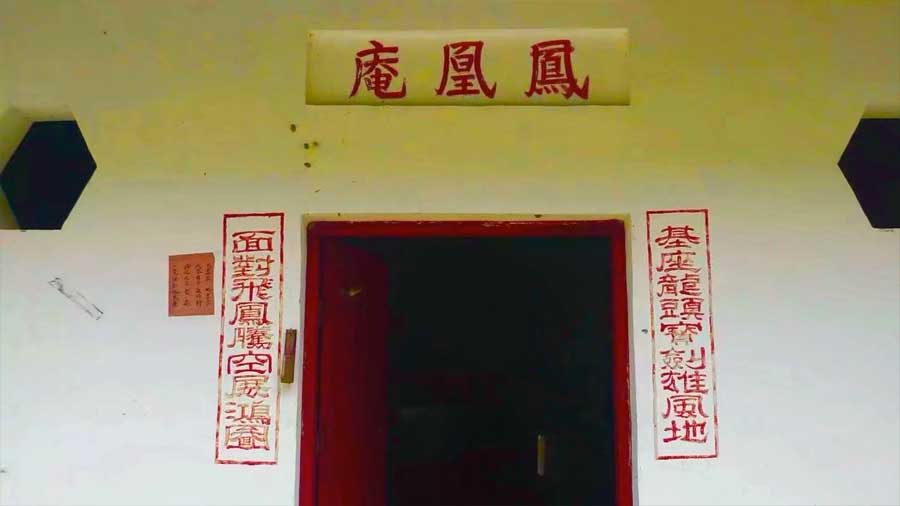 鳳凰庵
基座龍頭寶劍雄風地
面對飛鳳騰空展鴻圖